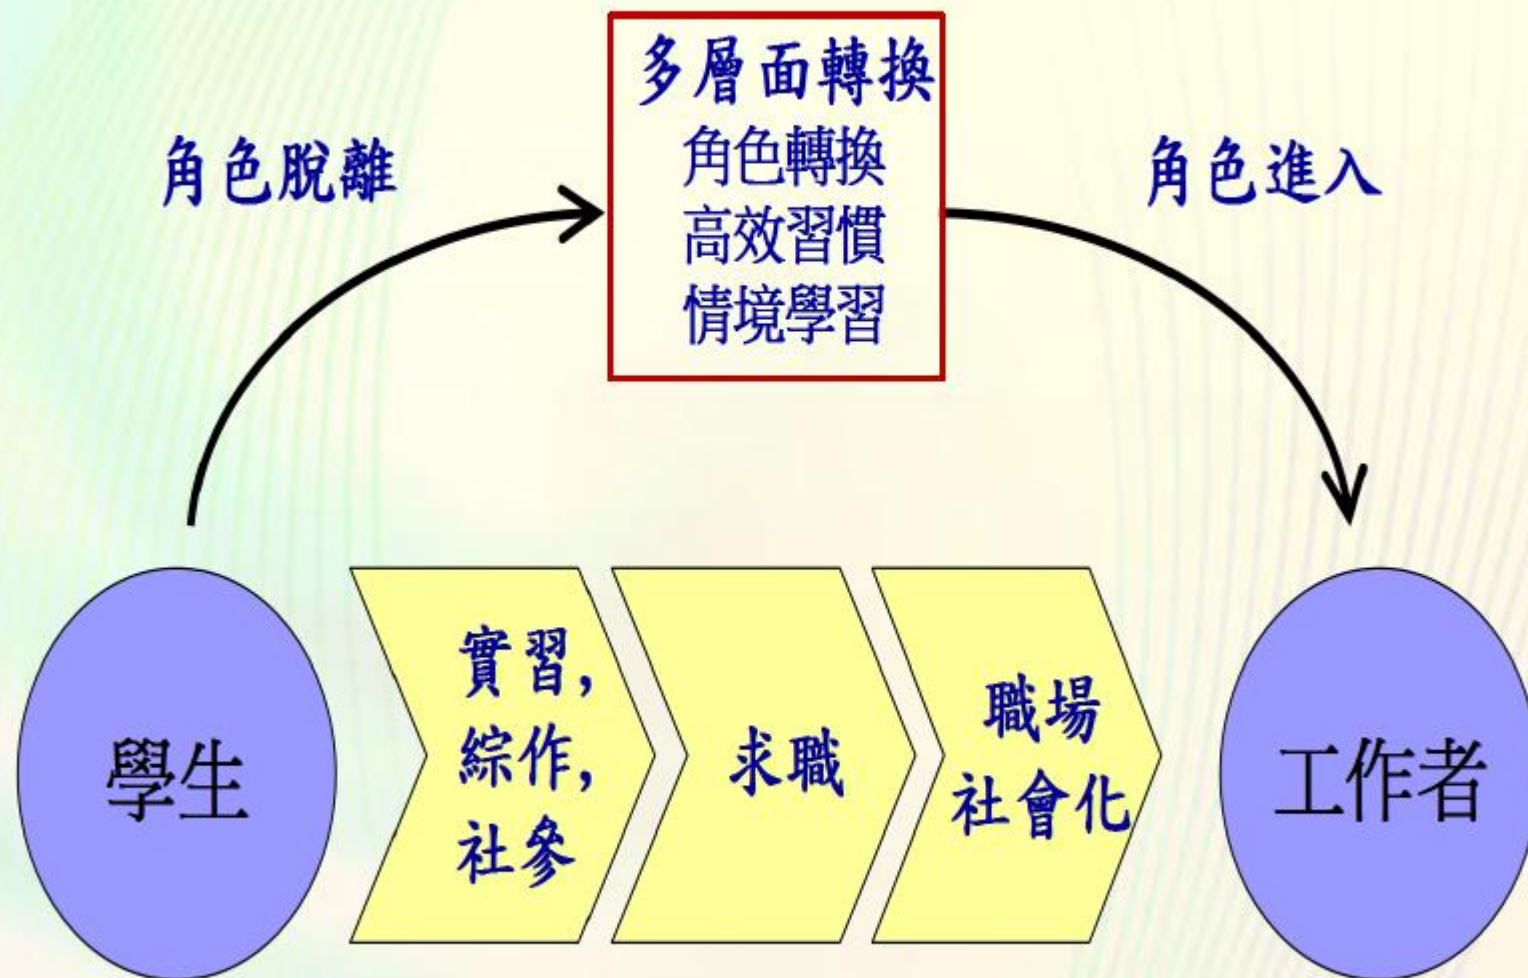 多層面轉換
角色轉換
高效習慣
情境學習
角色脫離
角色進入
學生
實習,
綜作,
社參
求職
職場
社會化
工作者